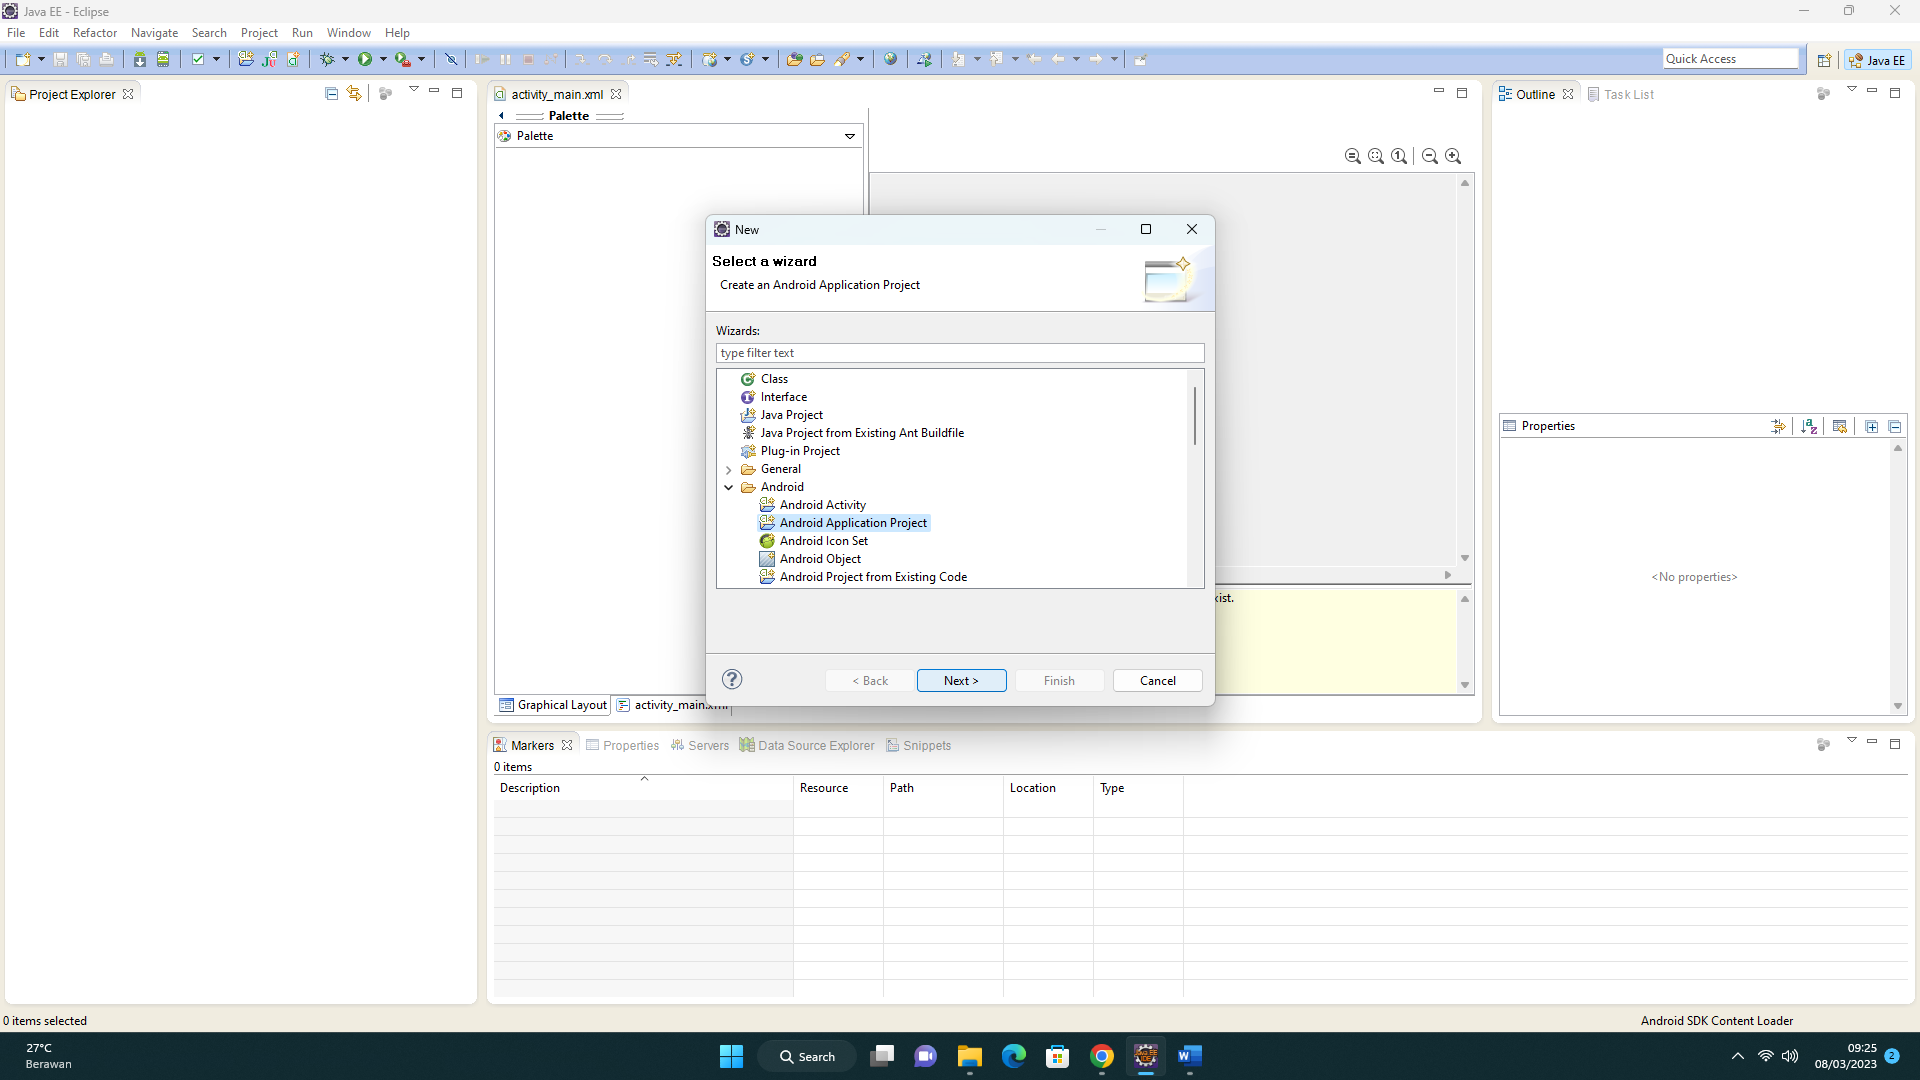 Java EE - Eclipse
File Edit Refactor Navigate Search Project Run Window Help
Quick Access
Java EE
Project Explorer
activity_main.xml
Outline
Task List
Palette
Palette
New
Select a wizard
Create an Android Application Project
Wizards:
type filter text
Class
Interface
Java Project
Java Project from Existing Ant Buildfile
Plug-in Project
General
Android
Android Activity
Android Application Project
Android Icon Set
Android Object
Android Project from Existing Code
< Back
Next >
Finish
Cancel
Properties
<No properties>
Graphical Layout
activity_main.xml
Markers
Properties
Servers
Data Source Explorer
Snippets
0 items
Description Resource Path Location Type
0 items selected
Android SDK Content Loader
27°C
Berawan
Search
09:25
08/03/2023
2